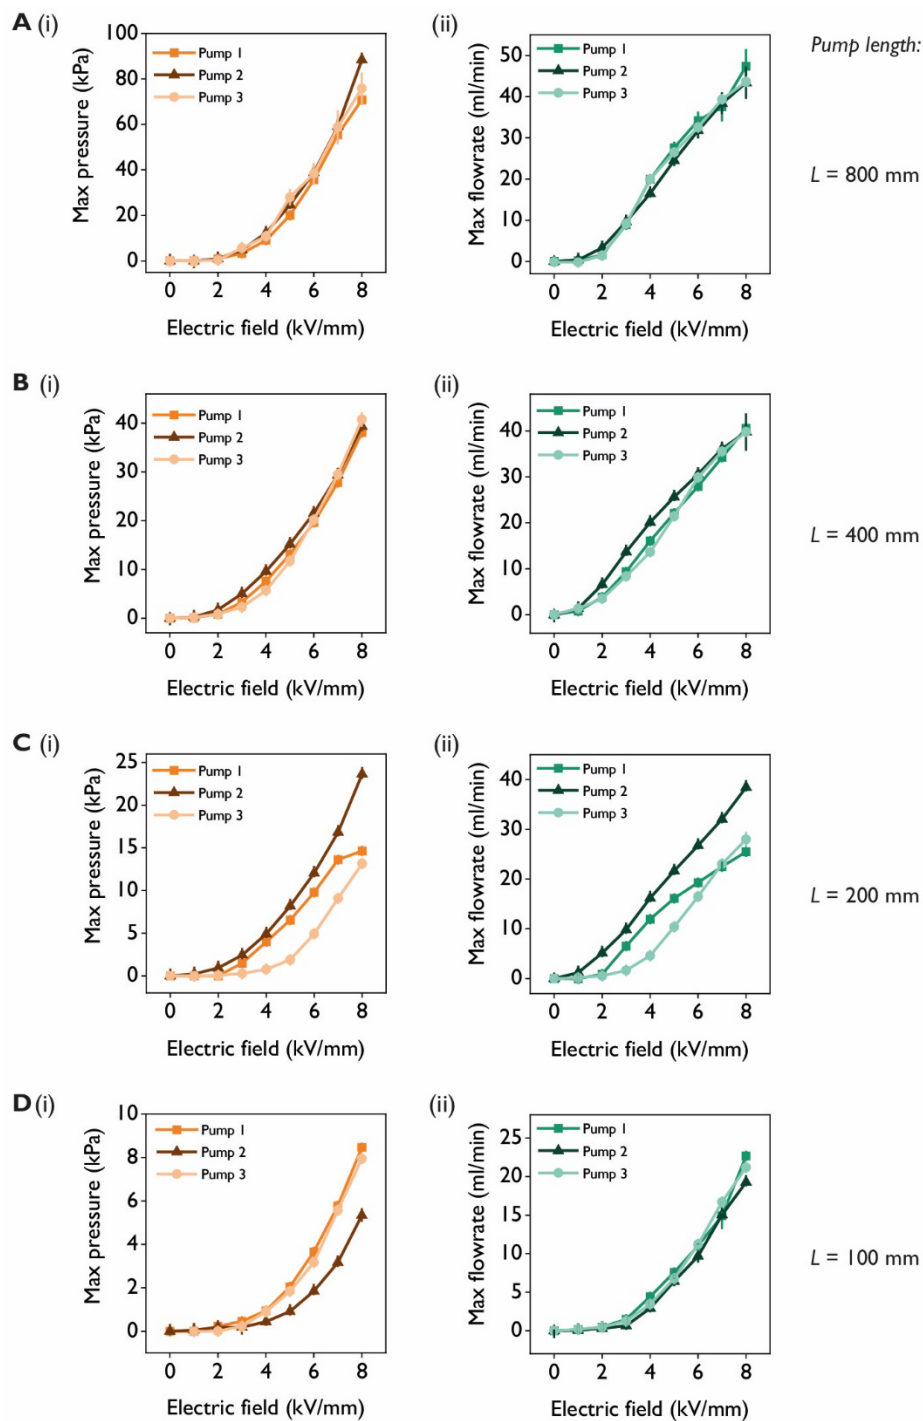 A (i)
Max pressure (kPa)
100
80
60
40
20
0
Pump 1
Pump 2
Pump 3
0 2 4 6 8
Electric field (kV/mm)
(ii)
Max flowrate (ml/min)
50
40
30
20
10
0
Pump 1
Pump 2
Pump 3
0 2 4 6 8
Electric field (kV/mm)
Pump length:
L = 800 mm
B (i)
Max pressure (kPa)
40
30
20
10
0
Pump 1
Pump 2
Pump 3
0 2 4 6 8
Electric field (kV/mm)
(ii)
Max flowrate (ml/min)
40
30
20
10
0
Pump 1
Pump 2
Pump 3
0 2 4 6 8
Electric field (kV/mm)
L = 400 mm
C (i)
Max pressure (kPa)
25
20
15
10
5
0
Pump 1
Pump 2
Pump 3
0 2 4 6 8
Electric field (kV/mm)
(ii)
Max flowrate (ml/min)
40
30
20
10
0
Pump 1
Pump 2
Pump 3
0 2 4 6 8
Electric field (kV/mm)
L = 200 mm
D (i)
Max pressure (kPa)
10
8
6
4
2
0
Pump 1
Pump 2
Pump 3
0 2 4 6 8
Electric field (kV/mm)
(ii)
Max flowrate (ml/min)
25
20
15
10
5
0
Pump 1
Pump 2
Pump 3
0 2 4 6 8
Electric field (kV/mm)
L = 100 mm